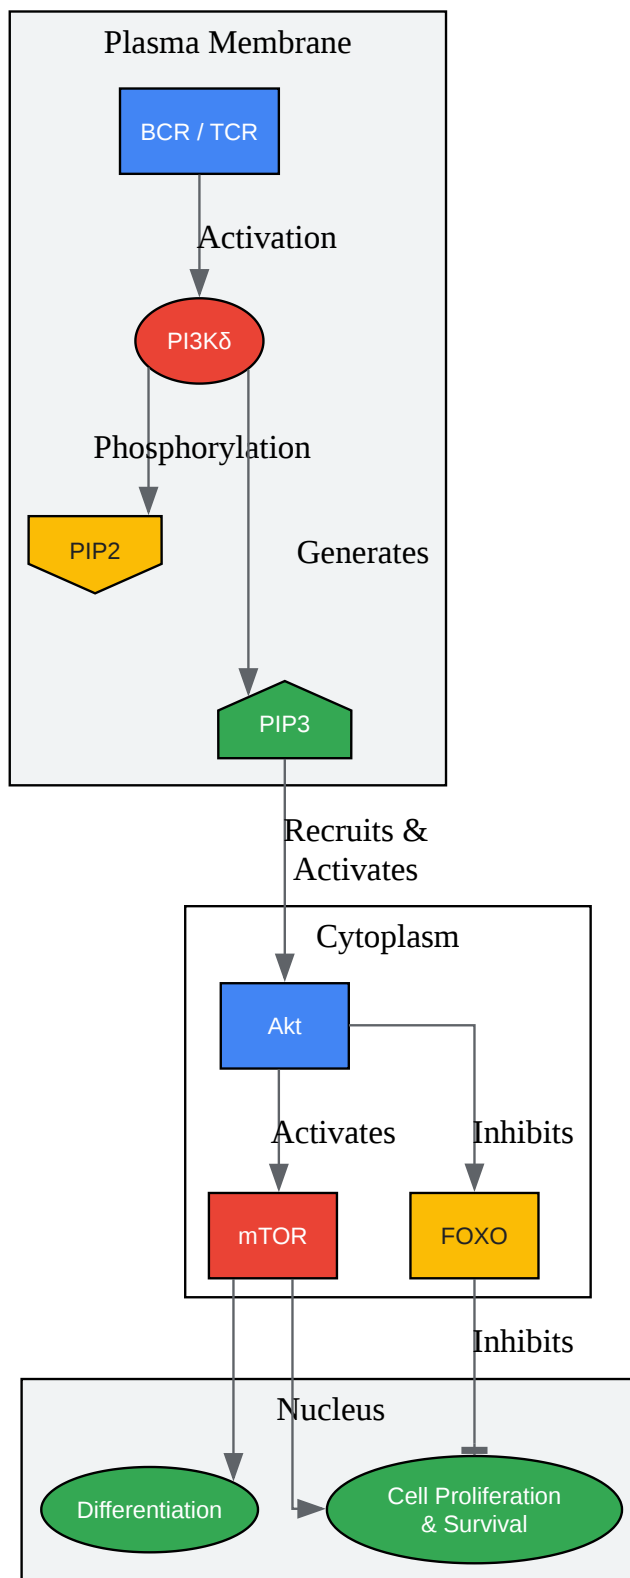 Plasma Membrane
BCR / TCR
Activation
PI3Kδ
Phosphorylation
PIP2
Generates
PIP3
Recruits &
Activates
Cytoplasm
Akt
Activates
Inhibits
mTOR
FOXO
Inhibits
Nucleus
Differentiation
Cell Proliferation
& Survival